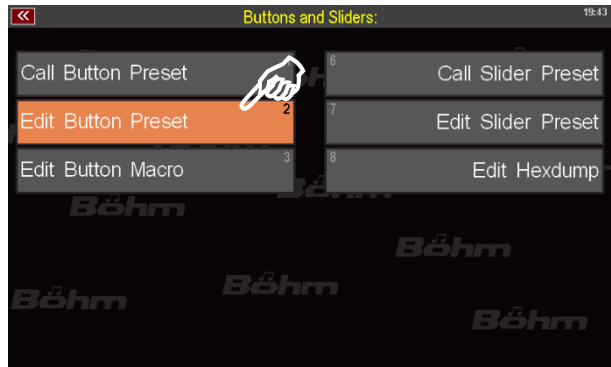 Buttons and Sliders:
19:43
Call Button Preset
6 Call Slider Preset
Edit Button Preset 2
7 Edit Slider Preset
Edit Button Macro 3
8 Edit Hexdump
Böhm
Böhm
Böhm
Böhm
Böhm